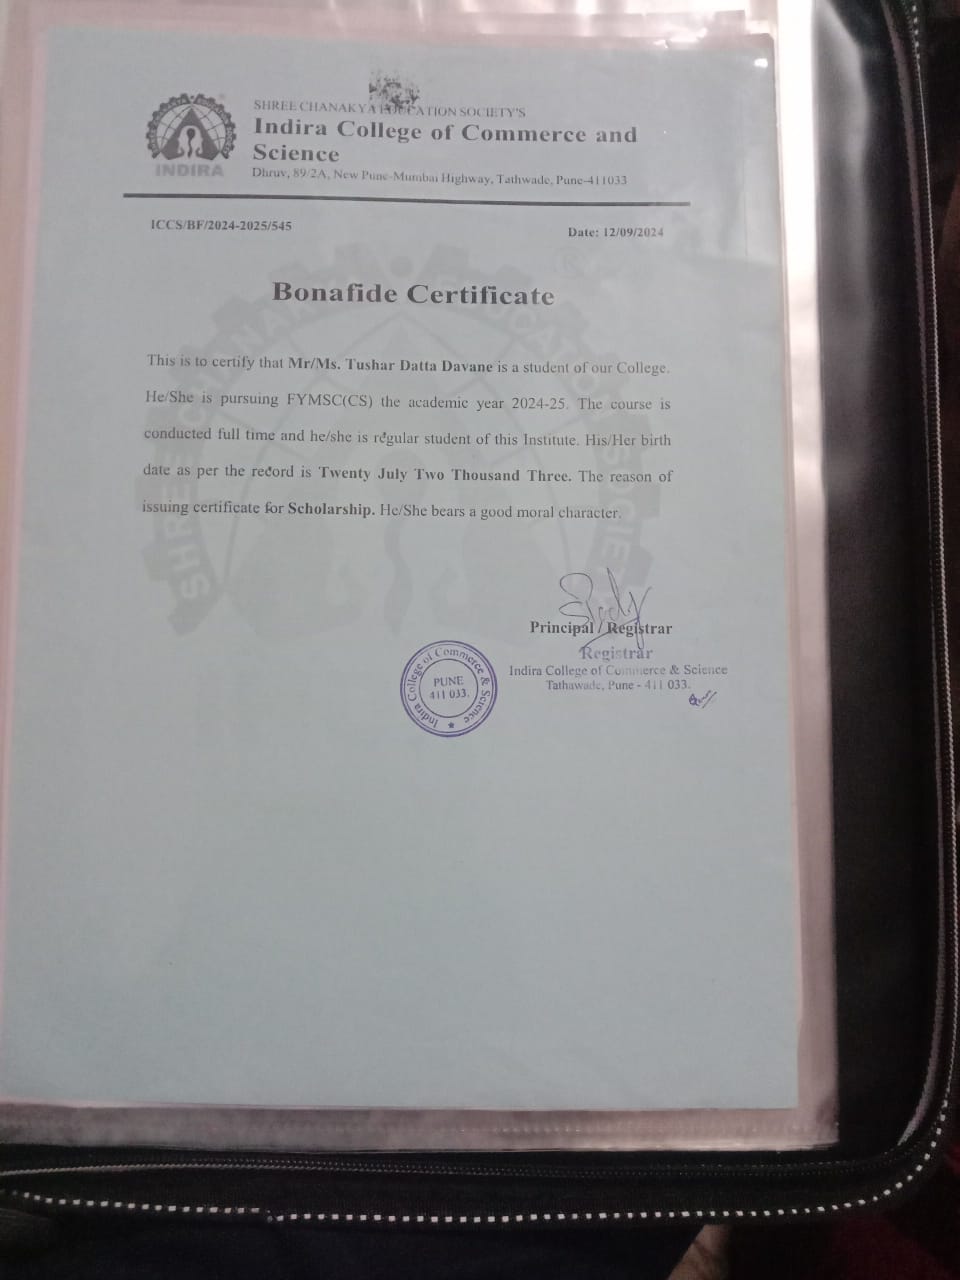 SHREE CHANAKYA EDUCATION SOCIETY'S
Indira College of Commerce and
Science
Dhruv, 89/2A, New Pune-Mumbai Highway, Tathwade, Pune-411033
INDIRA
ICCS/BF/2024-2025/545
Date: 12/09/2024
Bonafide Certificate
This is to certify that Mr/Ms. Tushar Datta Davane is a student of our College.
He/She is pursuing FYMSC(CS) the academic year 2024-25. The course is
conducted full time and he/she is regular student of this Institute. His/Her birth
date as per the record is Twenty July Two Thousand Three. The reason of
issuing certificate for Scholarship. He/She bears a good moral character.
Principal / Registrar
Registrar
Indira College of Commerce & Science
Tathawade, Pune - 411 033.
Indira College of Commerce & Science
PUNE
411 033.